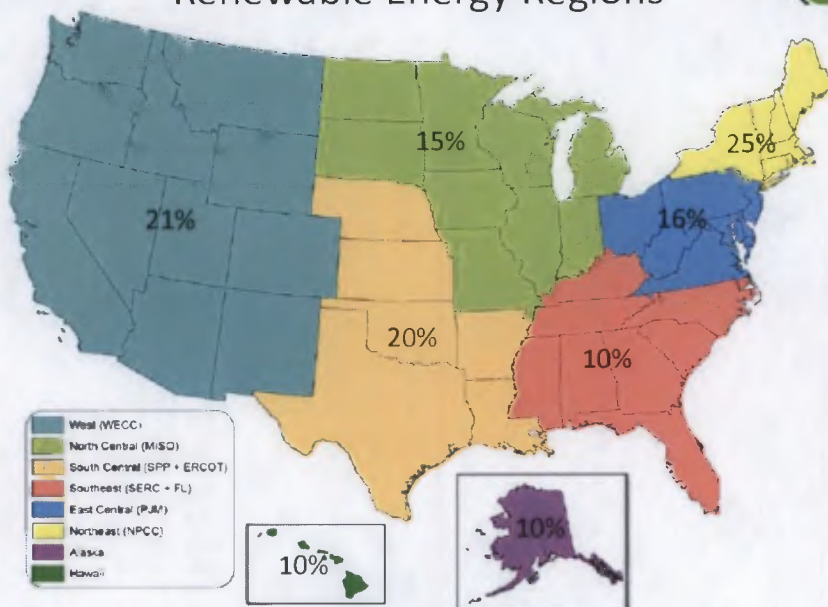 Renewable Energy Regions
15%
25%
21%
16%
20%
10%
West (WECC)
North Central (MISO)
South Central (SPP + ERCOT)
Southeast (SERC + FL)
East Central (PJM)
Northeast (NPCC)
Alaska
Hawaii
10%
10%